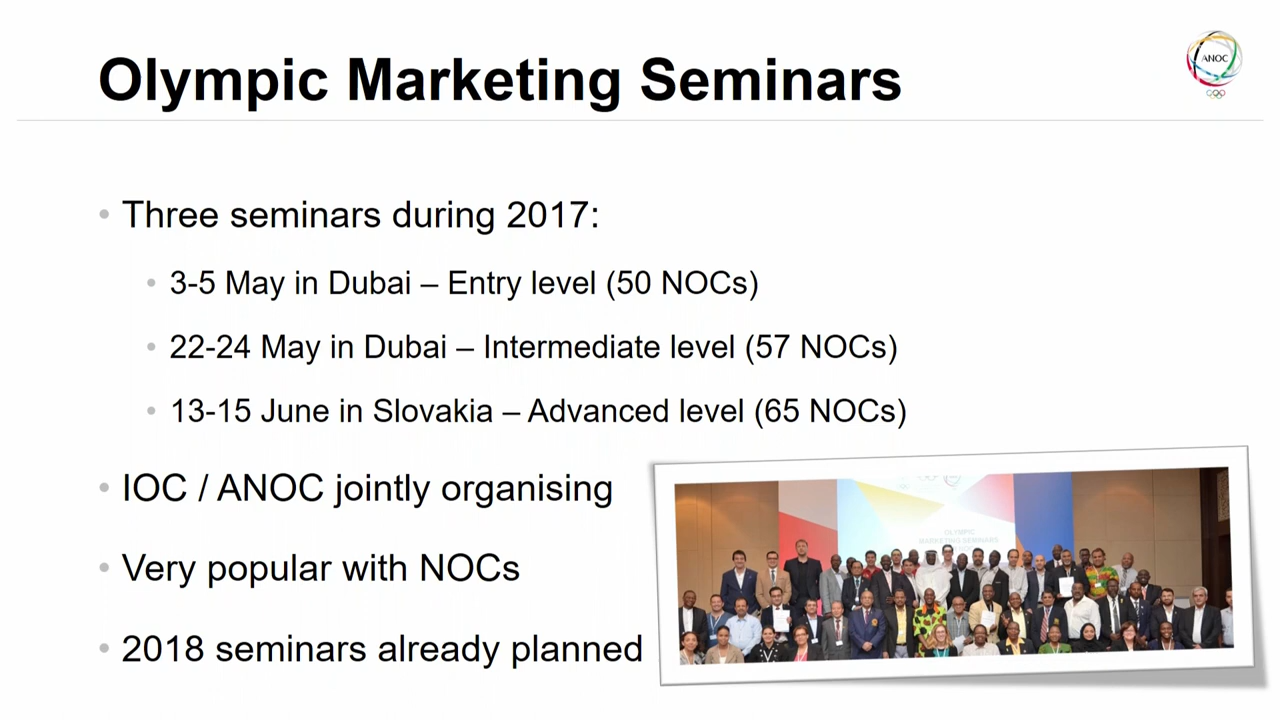 Olympic Marketing Seminars
ANOC
• Three seminars during 2017:
• 3-5 May in Dubai – Entry level (50 NOCs)
• 22-24 May in Dubai – Intermediate level (57 NOCs)
• 13-15 June in Slovakia – Advanced level (65 NOCs)
• IOC / ANOC jointly organising
• Very popular with NOCs
• 2018 seminars already planned
OLYMPIC
MARKETING SEMINARS